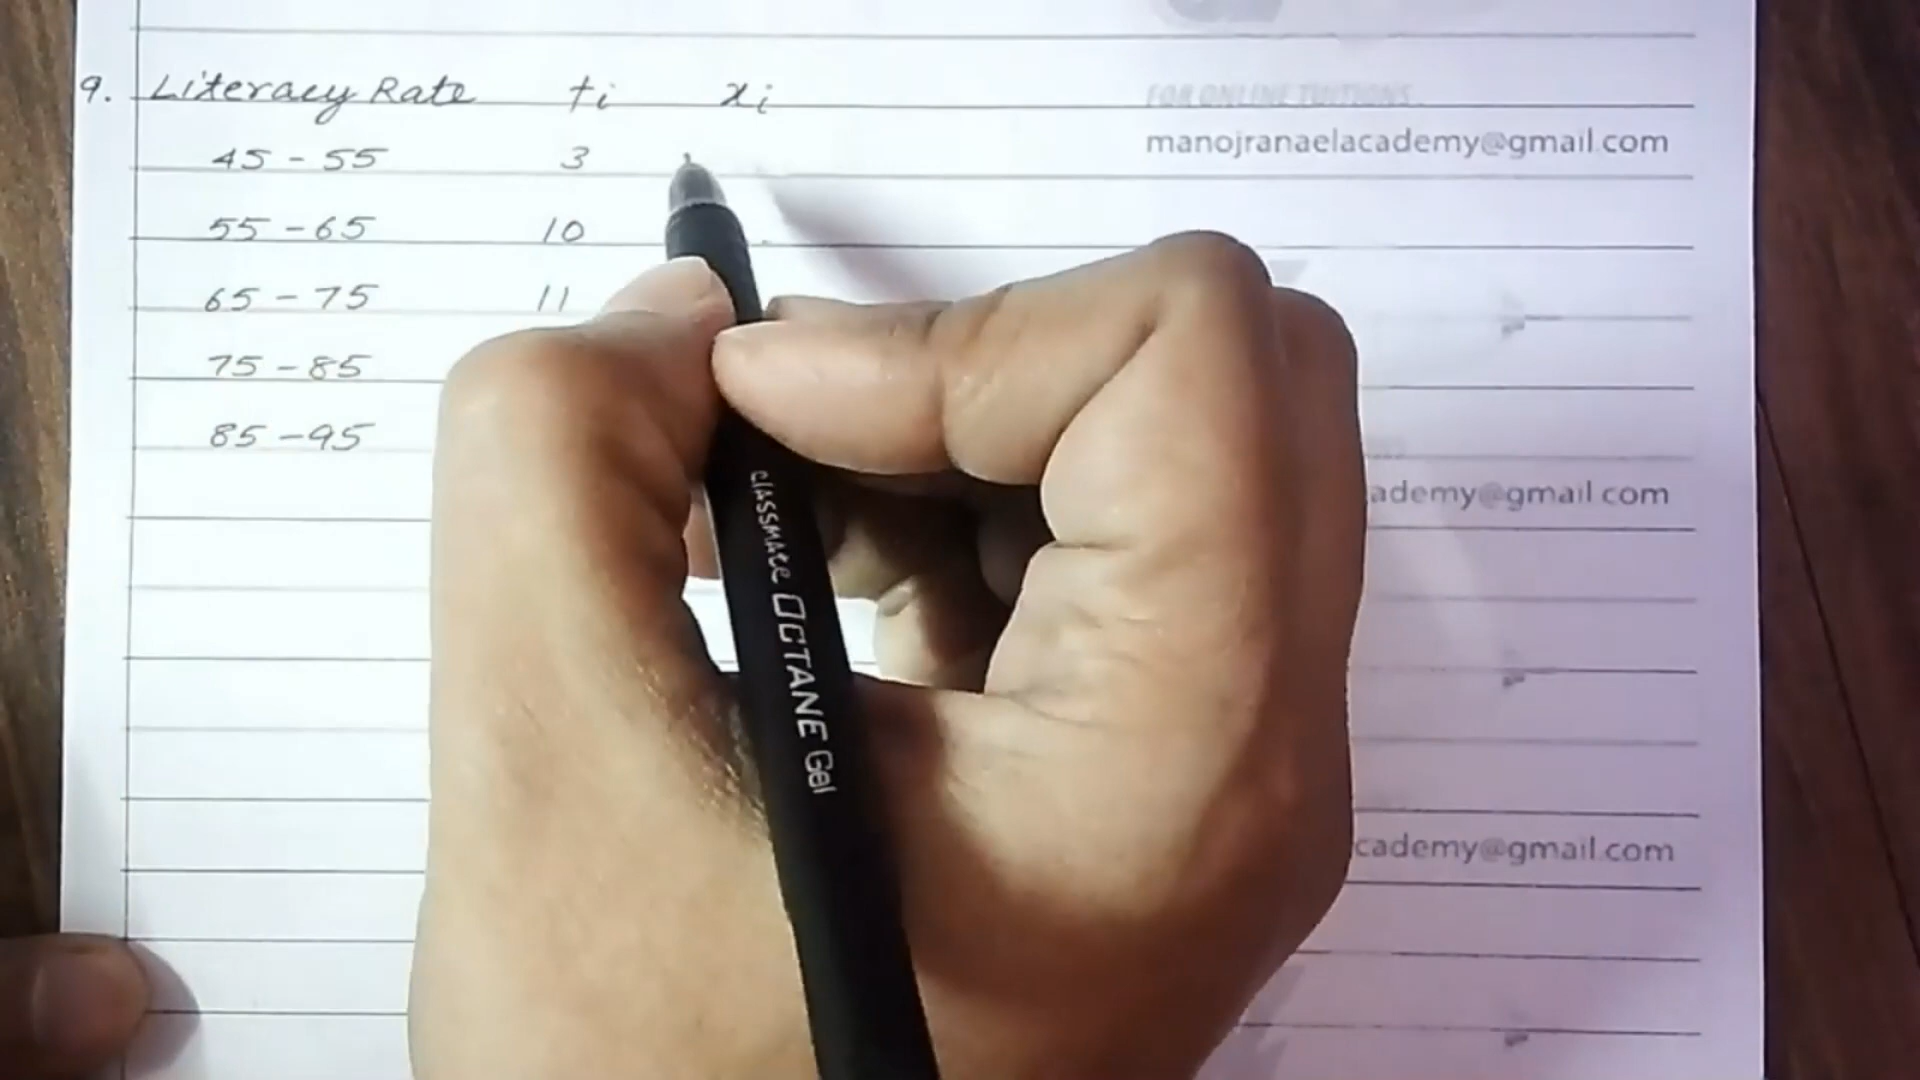 9. Literacy Rate fi xi
FOR ONLINE TUITIONS
manojranaelacademy@gmail.com
45 - 55 3
55 - 65 10
65 - 75 11
75 - 85
85 - 95
ademy@gmail.com
classmate OCTANE Gel
cademy@gmail.com